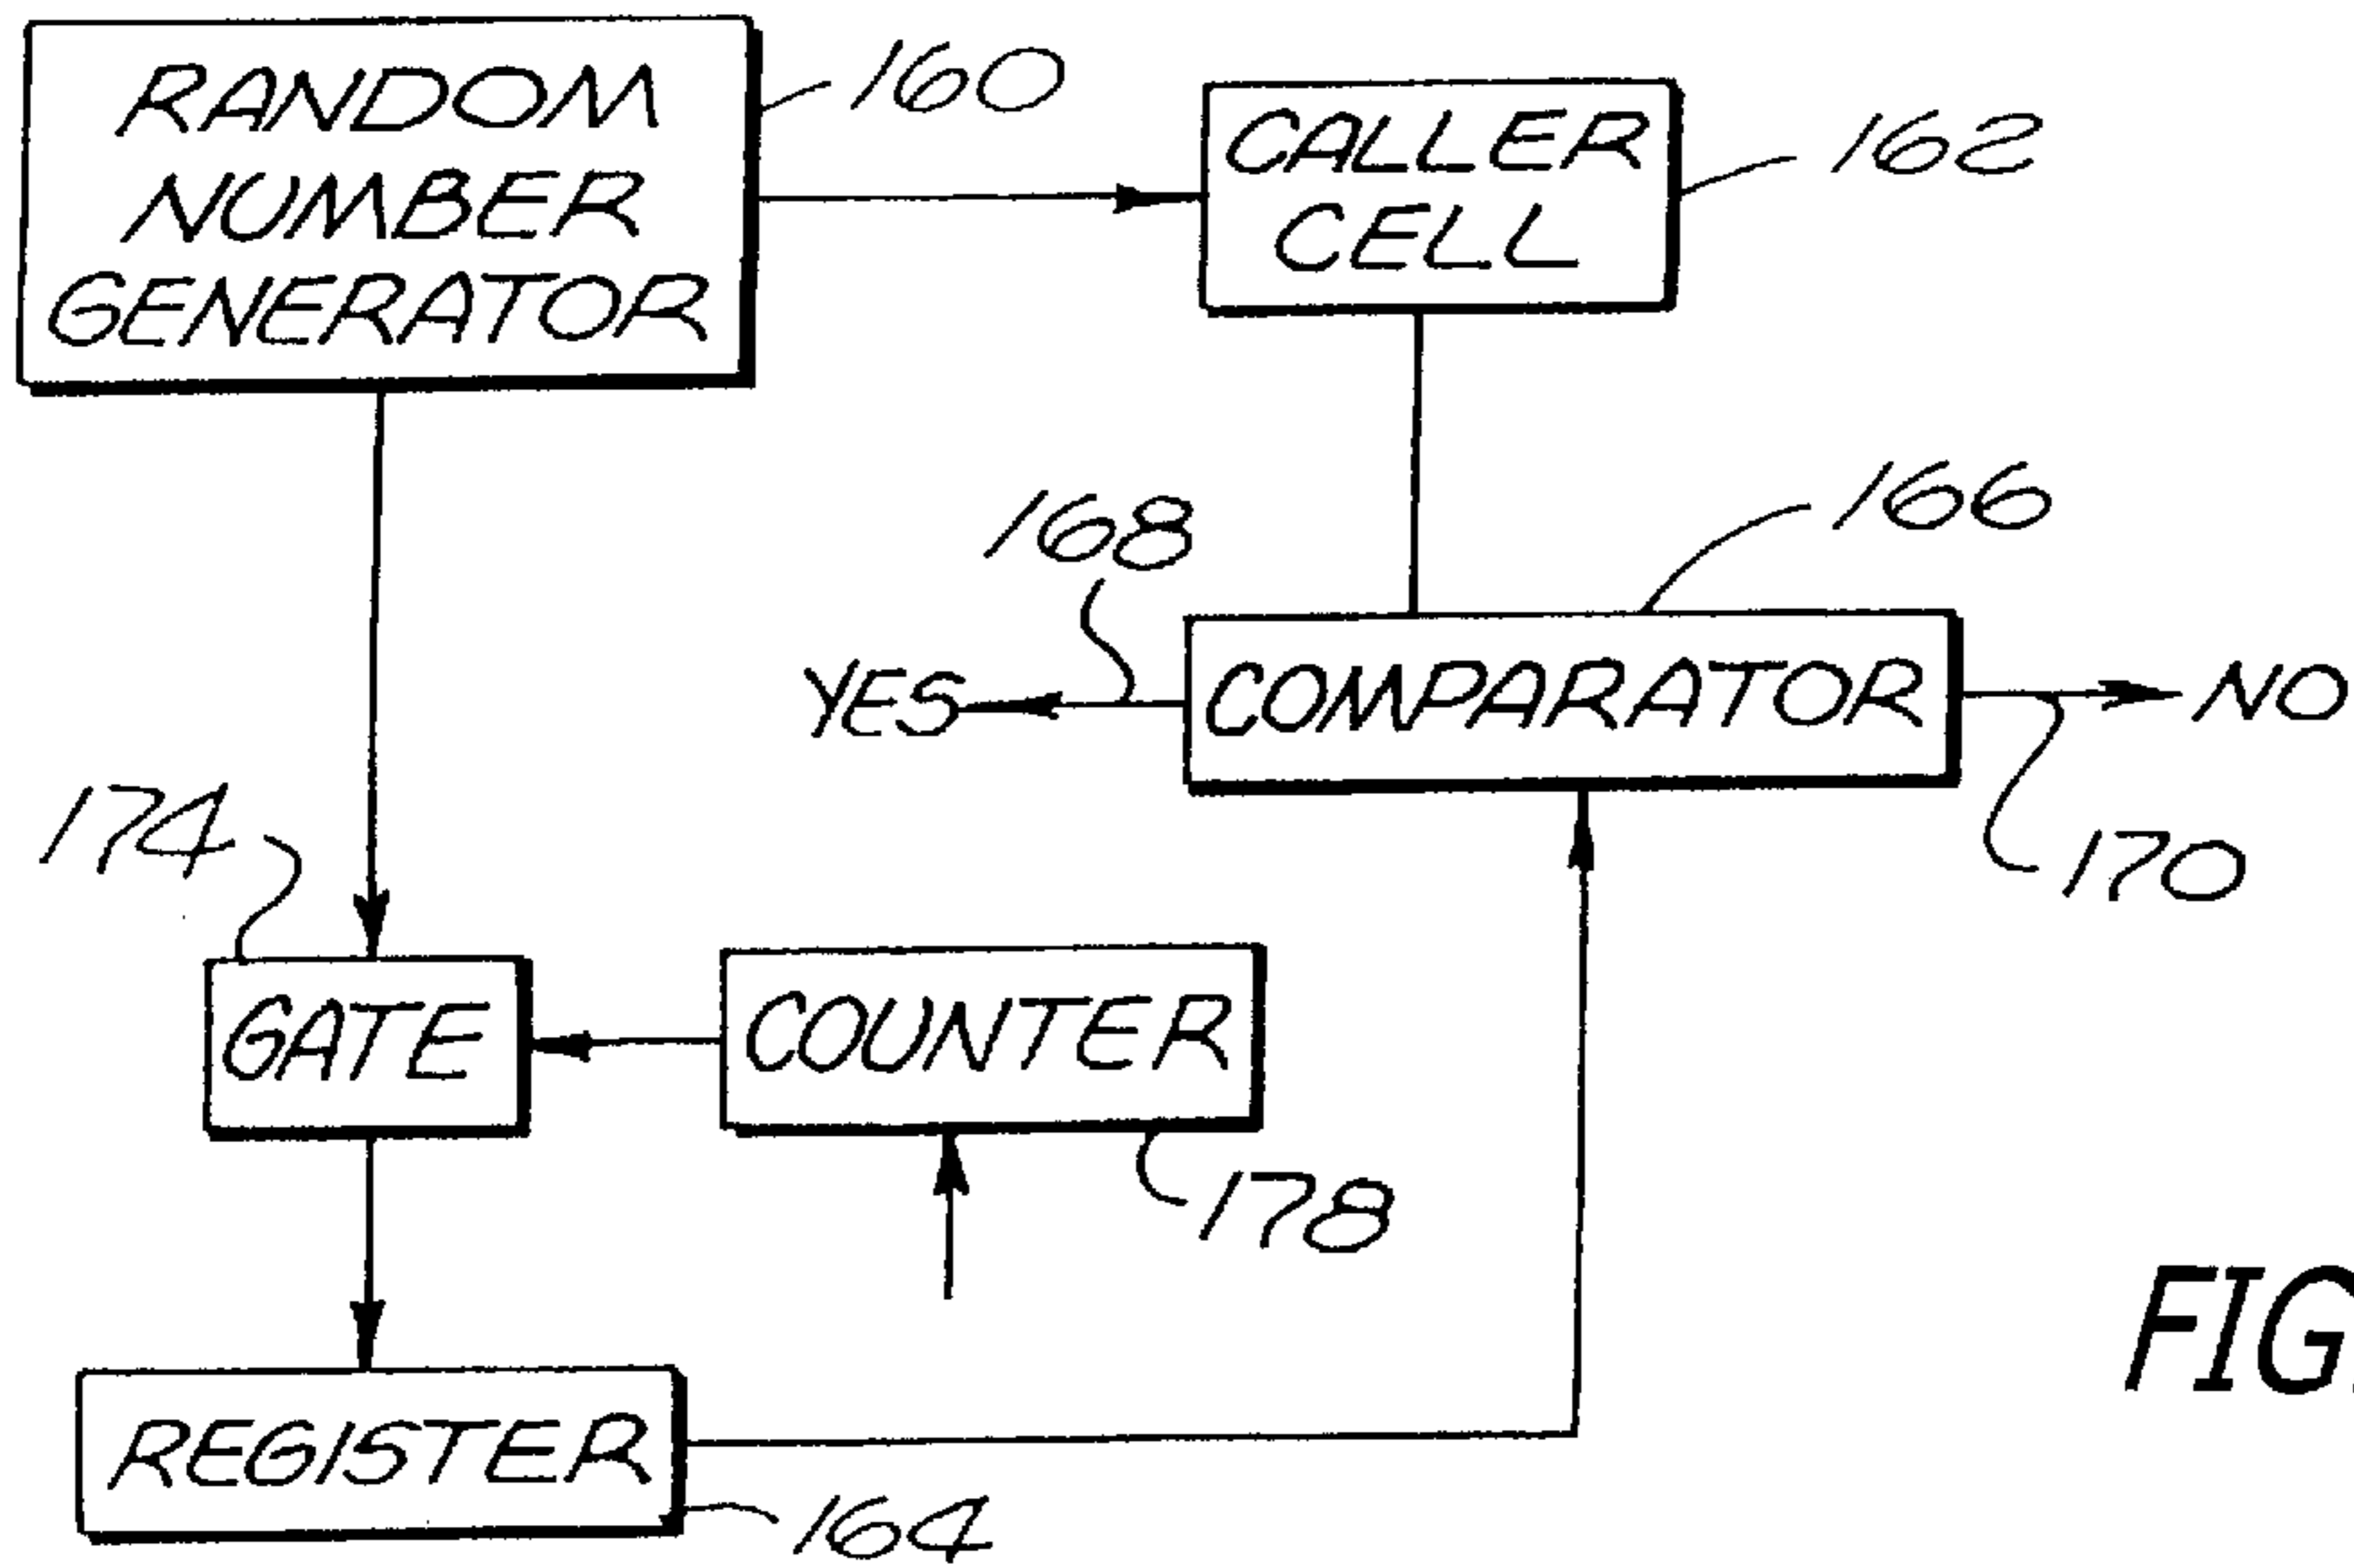 RANDOM
NUMBER
GENERATOR
160
CALLER
CELL
162
168
166
YES
COMPARATOR
NO
174
170
GATE
COUNTER
178
REGISTER
164
FIG.